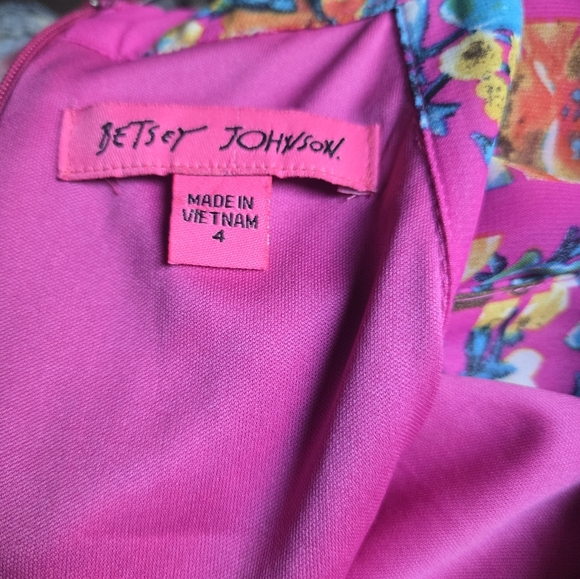 BETSEY JOHNSON.
MADE IN
VIETNAM
4